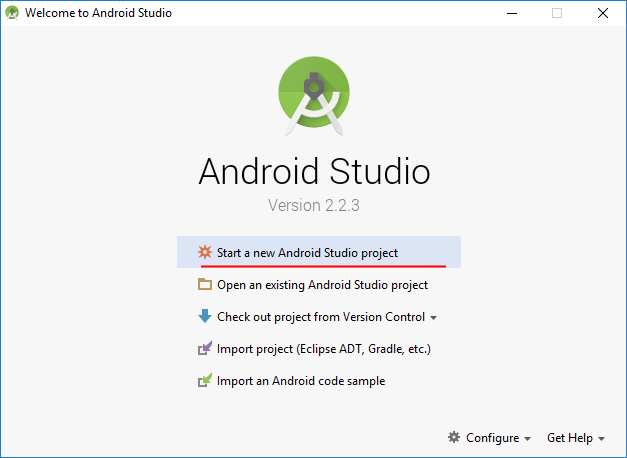 Welcome to Android Studio
Android Studio
Version 2.2.3
Start a new Android Studio project
Open an existing Android Studio project
Check out project from Version Control
Import project (Eclipse ADT, Gradle, etc.)
Import an Android code sample
Configure Get Help